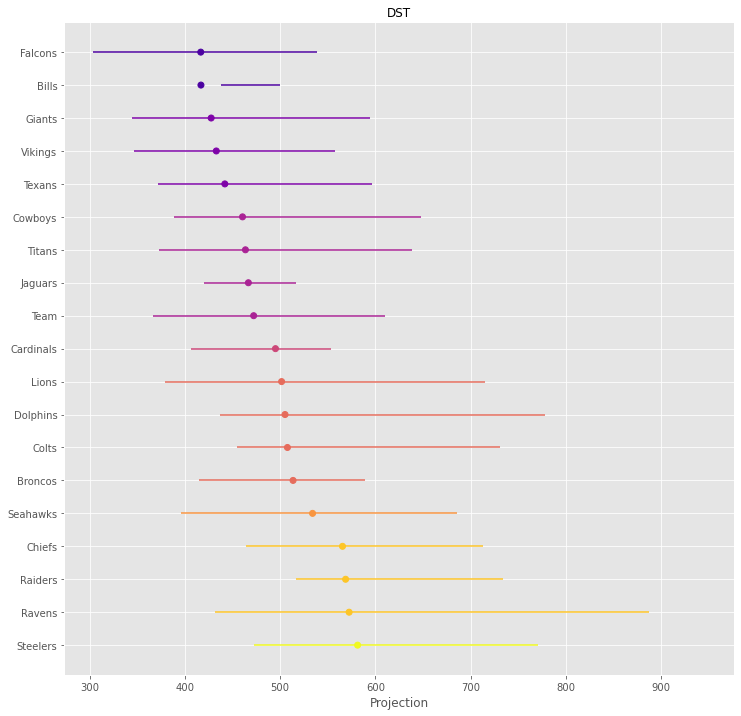 DST
Falcons
Bills
Giants
Vikings
Texans
Cowboys
Titans
Jaguars
Team
Cardinals
Lions
Dolphins
Colts
Broncos
Seahawks
Chiefs
Raiders
Ravens
Steelers
300 400 500 600 700 800 900
Projection